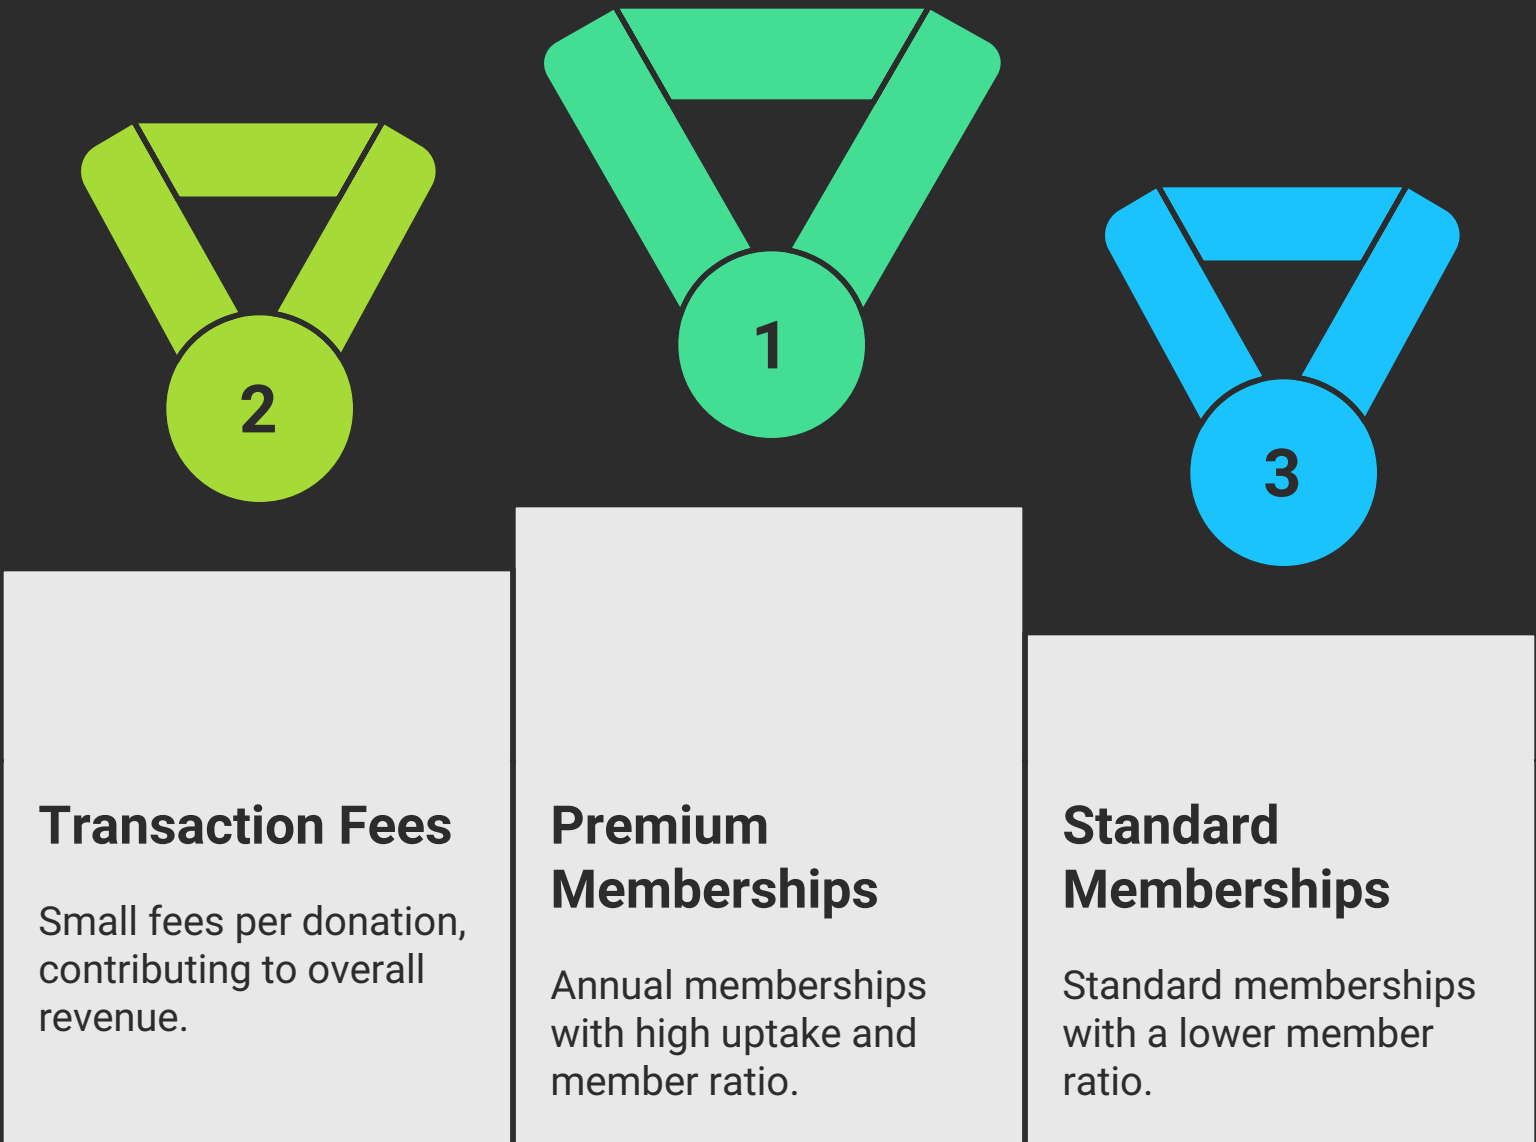 2
Transaction Fees
Small fees per donation,
contributing to overall
revenue.
1
Premium
Memberships
Annual memberships
with high uptake and
member ratio.
3
Standard
Memberships
Standard memberships
with a lower member
ratio.